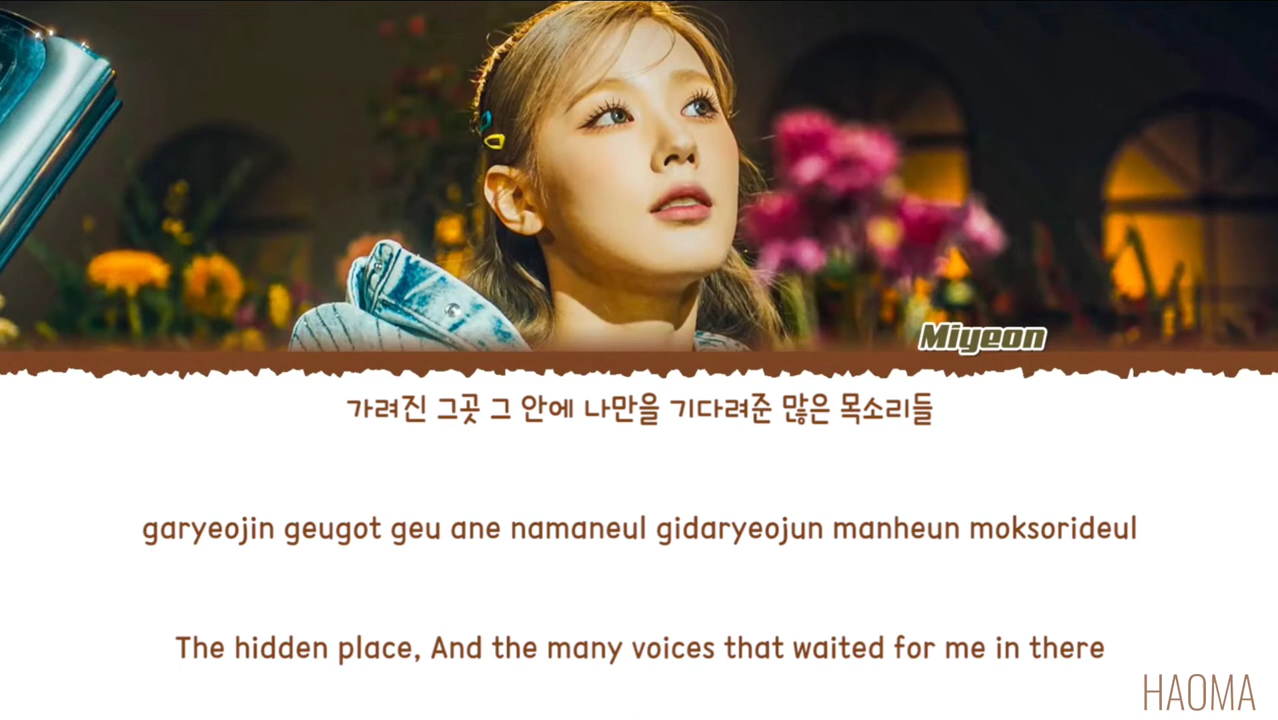 Miyeon
가려진 그곳 그 안에 나만을 기다려준 많은 목소리들
garyeojin geugot geu ane namaneul gidaryeojun manheun moksorideul
The hidden place, And the many voices that waited for me in there
HAOMA